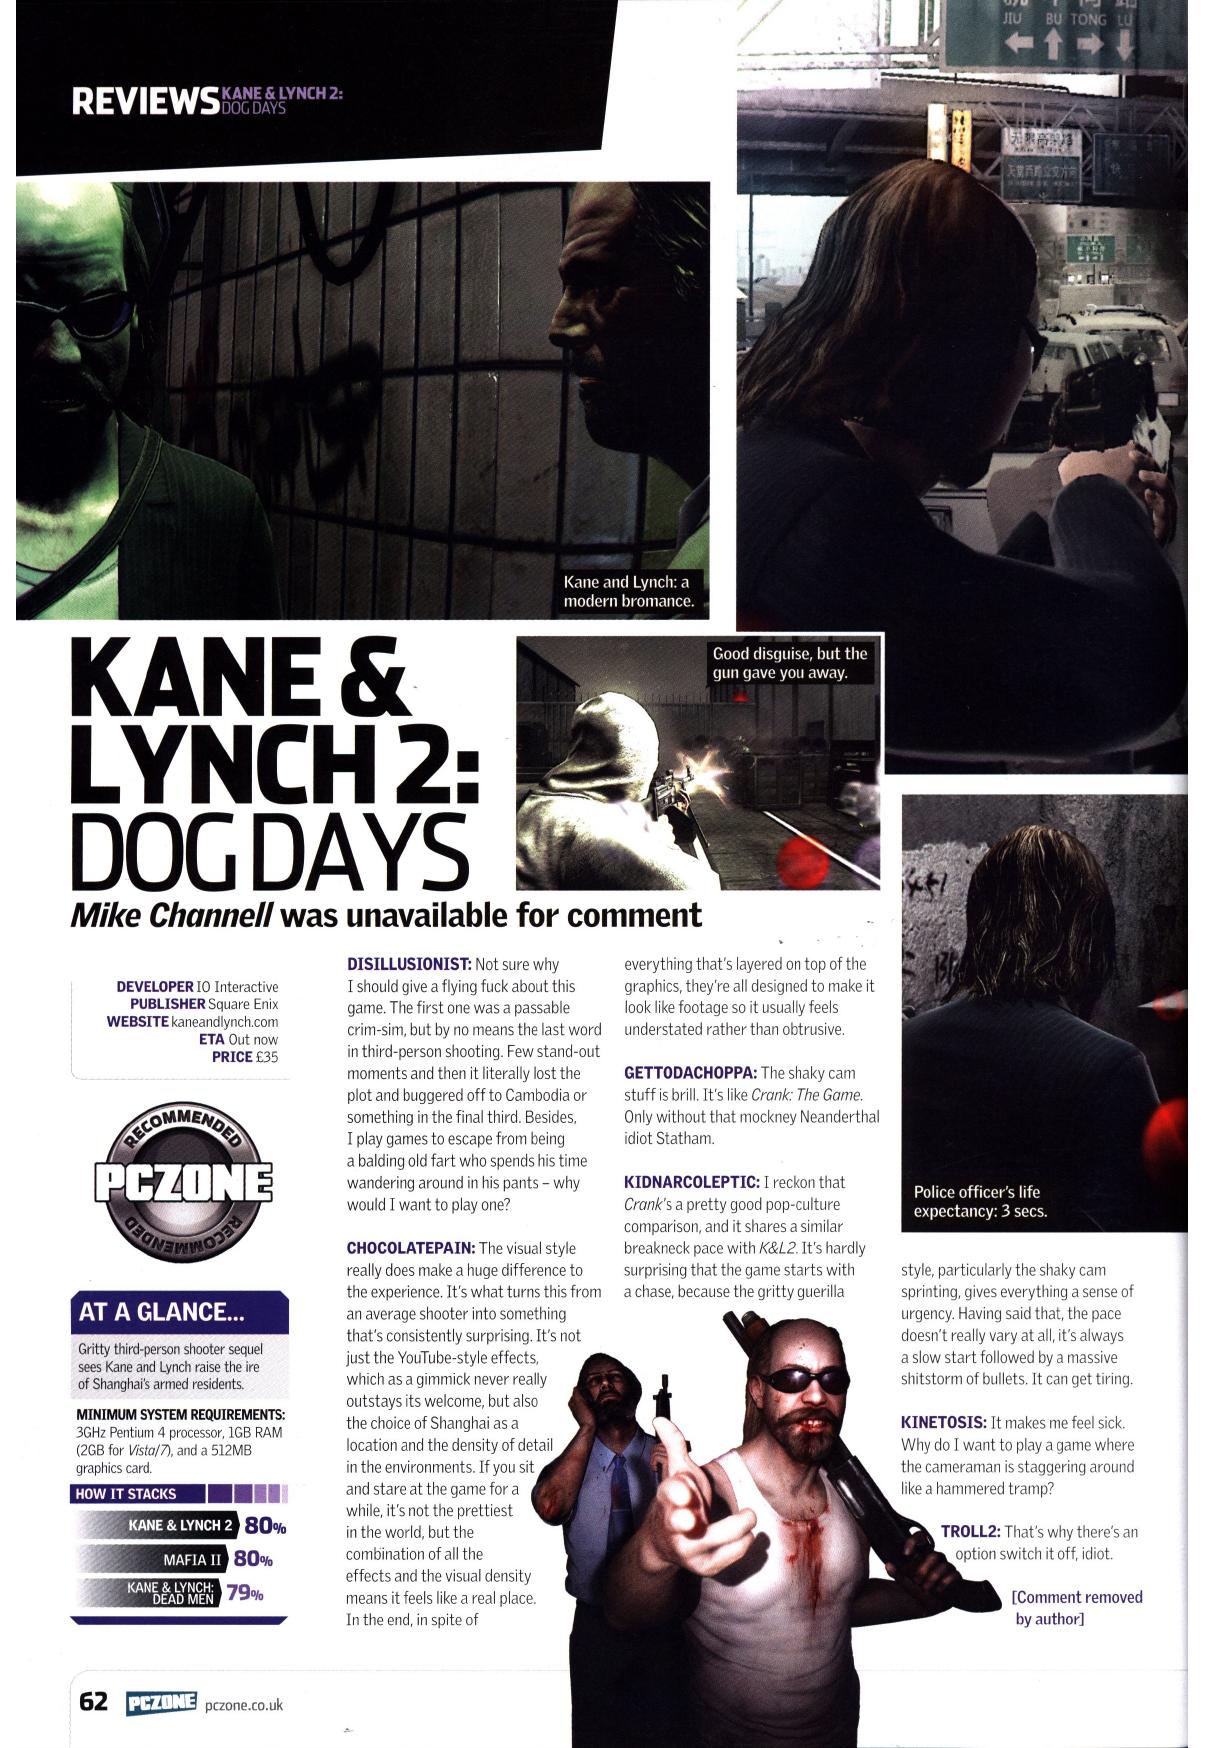 JIU BU TONG LU
REVIEWS KANE & LYNCH 2:
DOG DAYS
Kane and Lynch: a
modern bromance.
KANE &
LYNCH 2:
DOG DAYS
Good disguise, but the
gun gave you away.
Mike Channell was unavailable for comment
DEVELOPER IO Interactive
PUBLISHER Square Enix
WEBSITE kaneandlynch.com
ETA Out now
PRICE £35
RECOMMENDED
PCZONE
RECOMMENDED
AT A GLANCE...
Gritty third-person shooter sequel
sees Kane and Lynch raise the ire
of Shanghai's armed residents.
MINIMUM SYSTEM REQUIREMENTS:
3GHz Pentium 4 processor, 1GB RAM
(2GB for Vista/7), and a 512MB
graphics card.
HOW IT STACKS
KANE & LYNCH 2 80%
MAFIA II 80%
KANE & LYNCH:
DEAD MEN 79%
DISILLUSIONIST: Not sure why
I should give a flying fuck about this
game. The first one was a passable
crim-sim, but by no means the last word
in third-person shooting. Few stand-out
moments and then it literally lost the
plot and buggered off to Cambodia or
something in the final third. Besides,
I play games to escape from being
a balding old fart who spends his time
wandering around in his pants – why
would I want to play one?
CHOCOLATEPAIN: The visual style
really does make a huge difference to
the experience. It's what turns this from
an average shooter into something
that's consistently surprising. It's not
just the YouTube-style effects,
which as a gimmick never really
outstays its welcome, but also
the choice of Shanghai as a
location and the density of detail
in the environments. If you sit
and stare at the game for a
while, it's not the prettiest
in the world, but the
combination of all the
effects and the visual density
means it feels like a real place.
In the end, in spite of
everything that's layered on top of the
graphics, they're all designed to make it
look like footage so it usually feels
understated rather than obtrusive.
GETTODACHOPPA: The shaky cam
stuff is brill. It's like Crank: The Game.
Only without that mockney Neanderthal
idiot Statham.
KIDNARCOLEPTIC: I reckon that
Crank's a pretty good pop-culture
comparison, and it shares a similar
breakneck pace with K&L2. It's hardly
surprising that the game starts with
a chase, because the gritty guerilla
Police officer's life
expectancy: 3 secs.
style, particularly the shaky cam
sprinting, gives everything a sense of
urgency. Having said that, the pace
doesn't really vary at all, it's always
a slow start followed by a massive
shitstorm of bullets. It can get tiring.
KINETOSIS: It makes me feel sick.
Why do I want to play a game where
the cameraman is staggering around
like a hammered tramp?
TROLL2: That's why there's an
option switch it off, idiot.
[Comment removed
by author]
62 PCZONE pczone.co.uk